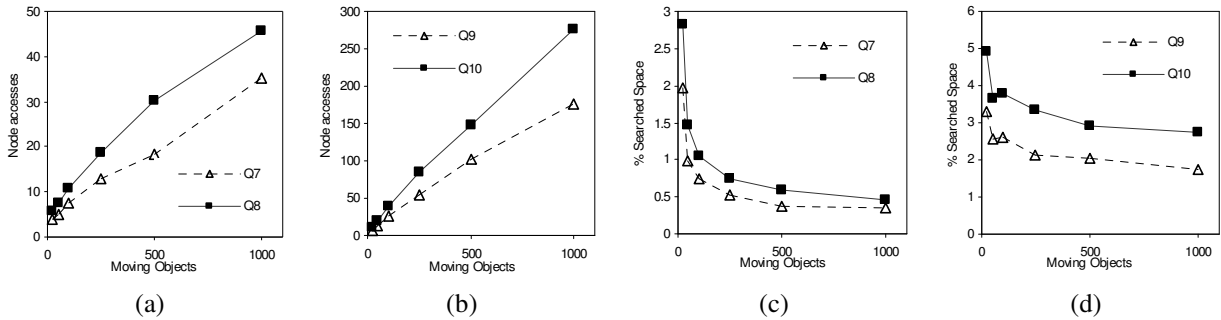 50
40
30
20
10
0
Node accesses
Q7
Q8
0
500
1000
Moving Objects
(a)
300
250
200
150
100
50
0
Node accesses
Q9
Q10
0
500
1000
Moving Objects
(b)
3
2.5
2
1.5
1
0.5
0
% Searched Space
Q7
Q8
0
500
1000
Moving Objects
(c)
6
5
4
3
2
1
0
% Searched Space
Q9
Q10
0
500
1000
Moving Objects
(d)